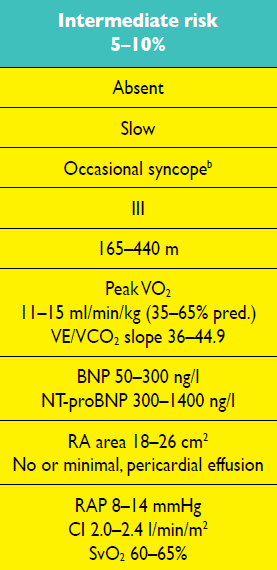 Intermediate risk
5–10%
Absent
Slow
Occasional syncopeᵇ
III
165–440 m
Peak VO₂
11–15 ml/min/kg (35–65% pred.)
VE/VCO₂ slope 36–44.9
BNP 50–300 ng/l
NT-proBNP 300–1400 ng/l
RA area 18–26 cm²
No or minimal, pericardial effusion
RAP 8–14 mmHg
CI 2.0–2.4 l/min/m²
SvO₂ 60–65%